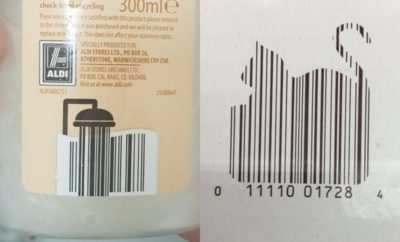 check local recycling 300ml e
If you are not fully satisfied with this product please return it
to the store where it was purchased and we will be pleased
to replace or refund. This does not affect your statutory rights.
ALDI
SPECIALLY PRODUCED FOR:
ALDI STORES LTD., PO BOX 26,
ATHERSTONE, WARWICKSHIRE CV9 2SH.
ALDI STORES (IRELAND) LTD.,
PO BOX 726, NAAS, CO. KILDARE.
Visit us at www.aldi.com
25389647
0 11110 01728 4